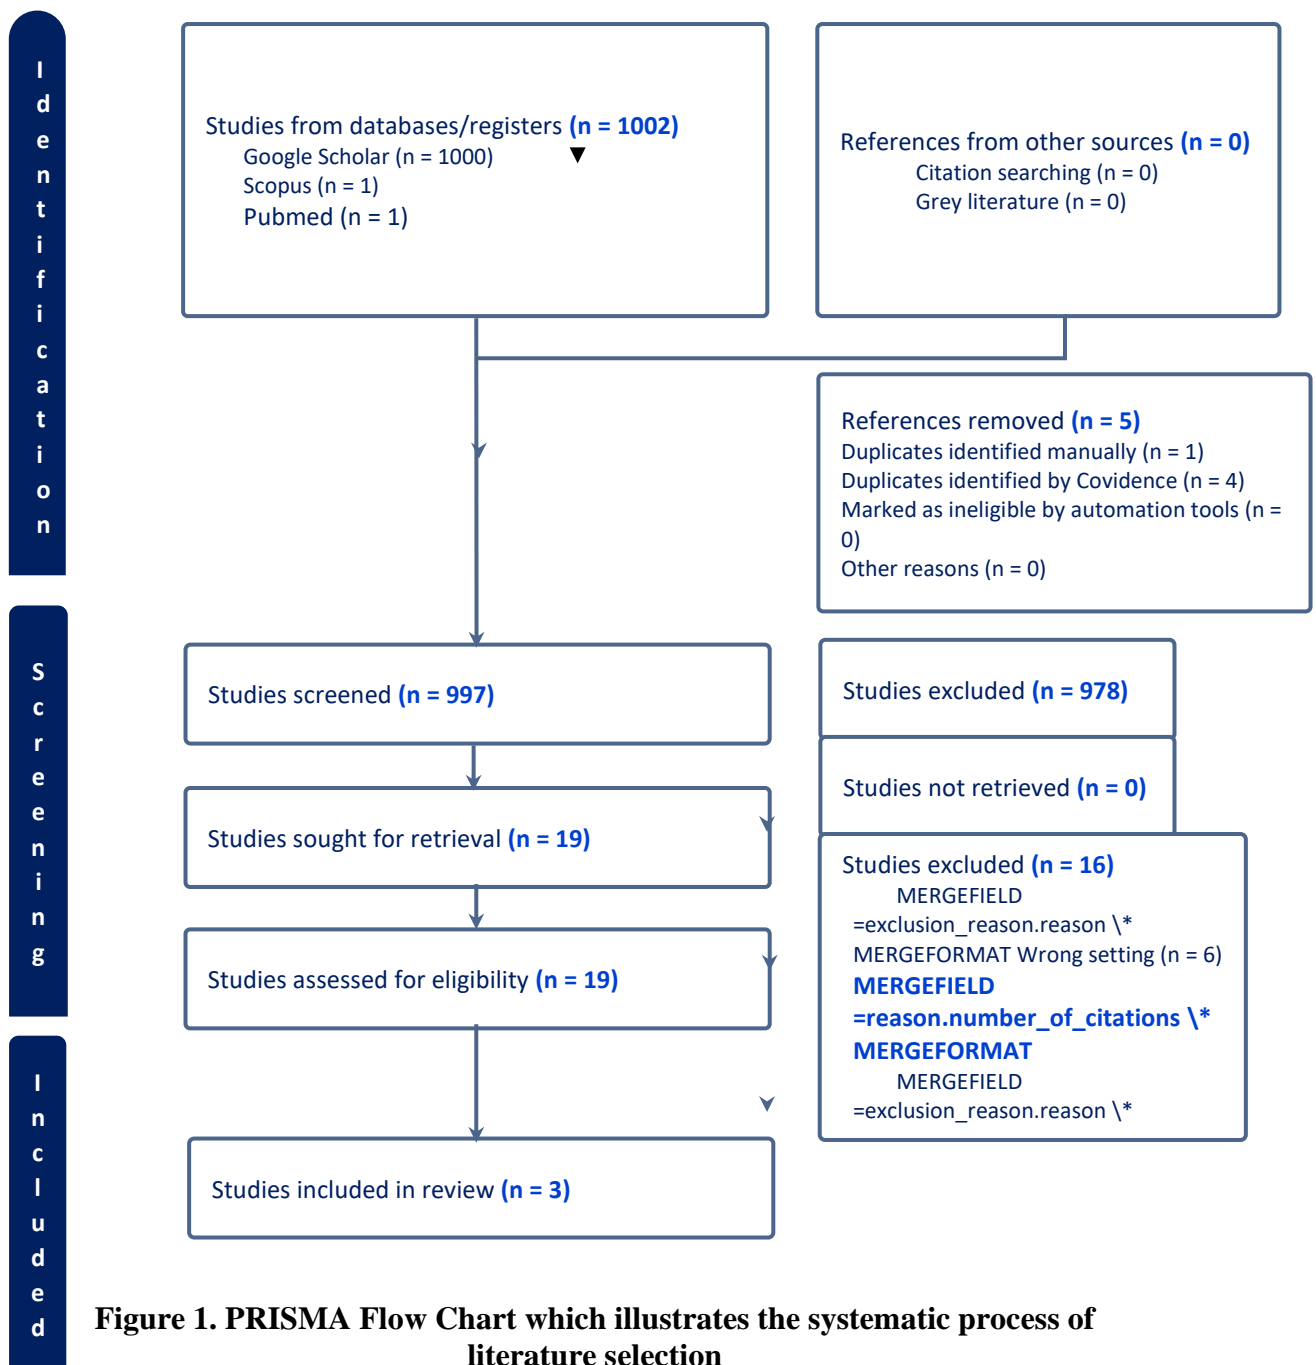 Identification
Studies from databases/registers (n = 1002)
Google Scholar (n = 1000)
Scopus (n = 1)
Pubmed (n = 1)
References from other sources (n = 0)
Citation searching (n = 0)
Grey literature (n = 0)
References removed (n = 5)
Duplicates identified manually (n = 1)
Duplicates identified by Covidence (n = 4)
Marked as ineligible by automation tools (n =
0)
Other reasons (n = 0)
Screening
Studies screened (n = 997)
Studies excluded (n = 978)
Studies sought for retrieval (n = 19)
Studies not retrieved (n = 0)
Studies assessed for eligibility (n = 19)
Studies excluded (n = 16)
MERGEFIELD
=exclusion_reason.reason \*
MERGEFORMAT Wrong setting (n = 6)
MERGEFIELD
=reason.number_of_citations \*
MERGEFORMAT
MERGEFIELD
=exclusion_reason.reason \*
Included
Studies included in review (n = 3)
Figure 1. PRISMA Flow Chart which illustrates the systematic process of
literature selection